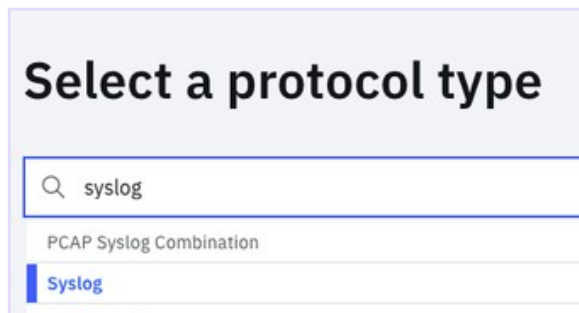 Select a protocol type
syslog
PCAP Syslog Combination
Syslog